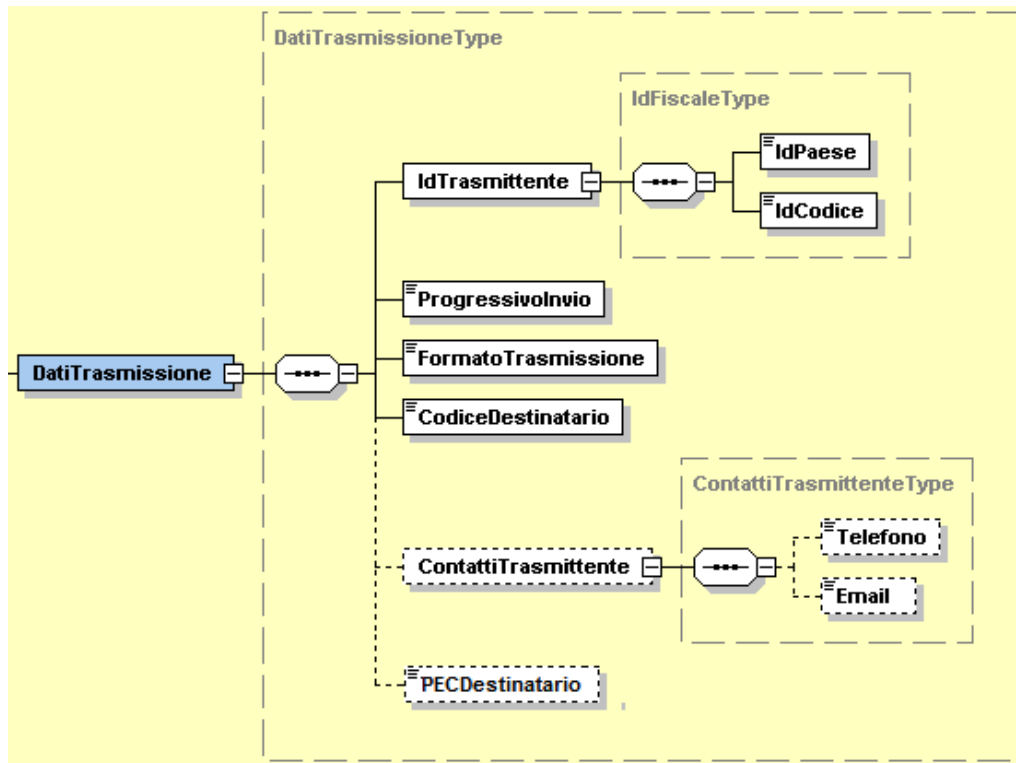 DatiTrasmissioneType
IdFiscaleType
IdPaese
IdTrasmittente
IdCodice
ProgressivoInvio
FormatoTrasmissione
DatiTrasmissione
CodiceDestinatario
ContattiTrasmittenteType
Telefono
ContattiTrasmittente
Email
PECDestinatario